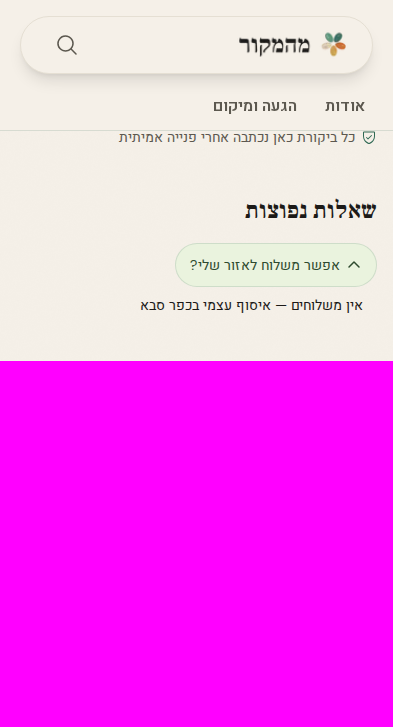 מהמקור
אודות הגעה ומיקום
כל ביקורת כאן נכתבה אחרי פנייה אמיתית
שאלות נפוצות
אפשר משלוח לאזור שלי?
אין משלוחים — איסוף עצמי בכפר סבא